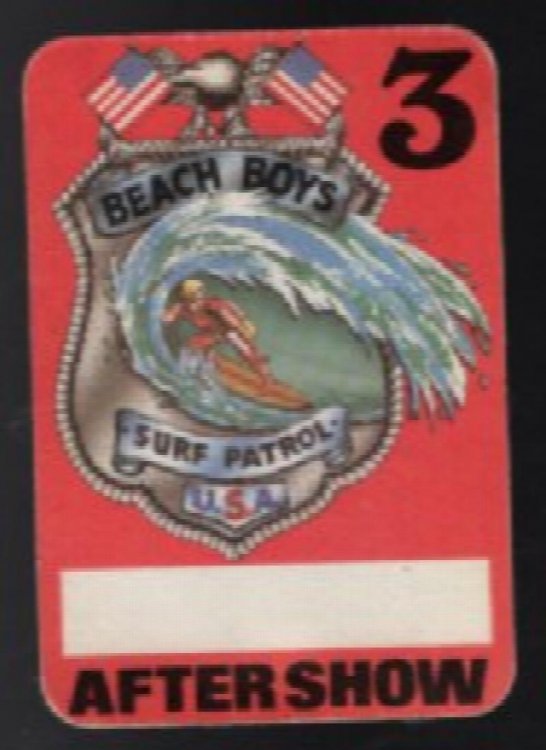 3
BEACH BOYS
SURF PATROL
U.S.A.
AFTER SHOW